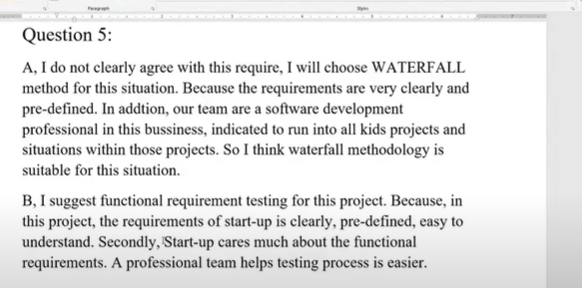 Paragraph
Styles
Question 5:
A, I do not clearly agree with this require, I will choose WATERFALL
method for this situation. Because the requirements are very clearly and
pre-defined. In addtion, our team are a software development
professional in this bussiness, indicated to run into all kids projects and
situations within those projects. So I think waterfall methodology is
suitable for this situation.
B, I suggest functional requirement testing for this project. Because, in
this project, the requirements of start-up is clearly, pre-defined, easy to
understand. Secondly, Start-up cares much about the functional
requirements. A professional team helps testing process is easier.